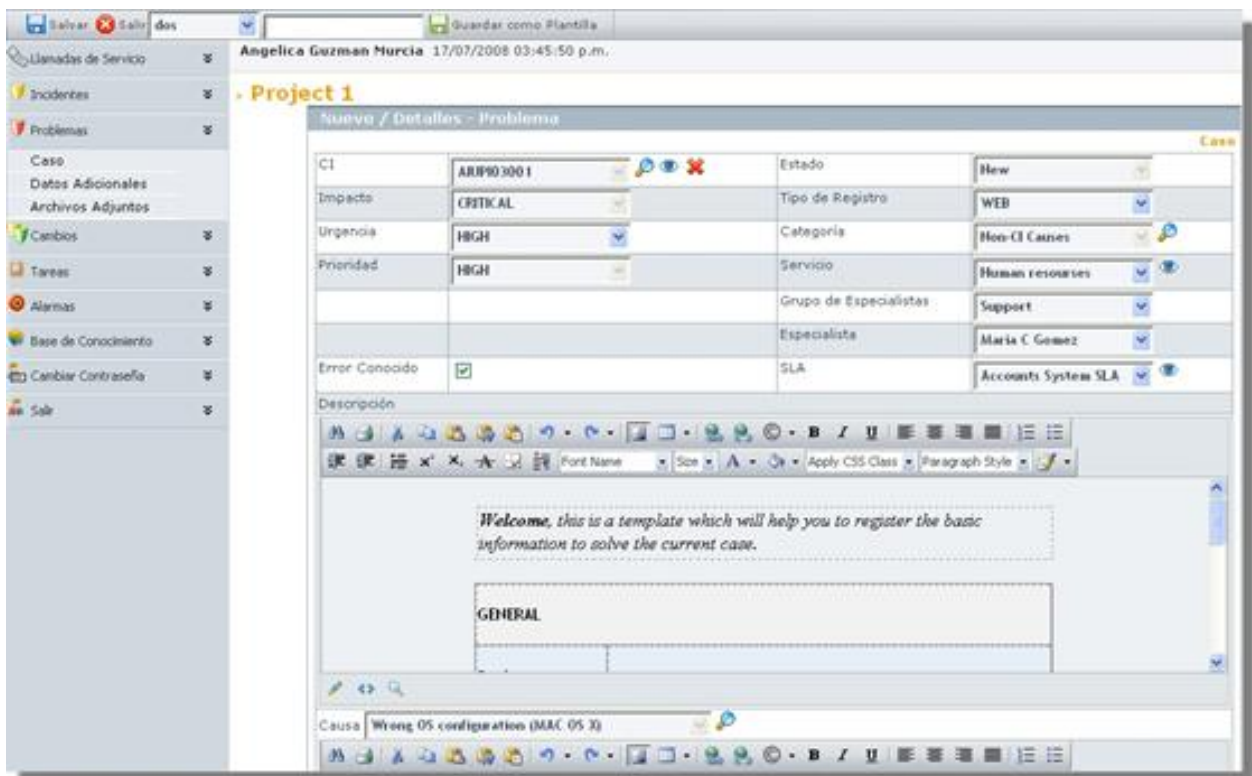 Salvar Salir dos Guardar como Plantilla
Angelica Guzman Murcia 17/07/2008 03:45:50 p.m.
Llamadas de Servicio
Incidentes
Problemas
Caso
Datos Adicionales
Archivos Adjuntos
Cambios
Tareas
Alarmas
Base de Conocimiento
Cambiar Contraseña
Salir
Project 1
Nuevo / Detalles - Problema
Caso
CI Estado New
Impacto CRITICAL Tipo de Registro WEB
Urgencia HIGH Categoría Non-CI Causes
Prioridad HIGH Servicio Human resourses
Grupo de Especialistas Support
Especialista Maria C Gomez
Error Conocido SLA Accounts System SLA
Descripción
Font Name Size Apply CSS Class Paragraph Style
Welcome, this is a template which will help you to register the basic
information to solve the current case.
GENERAL
Causa Wrong OS configuration (MAC OS X)